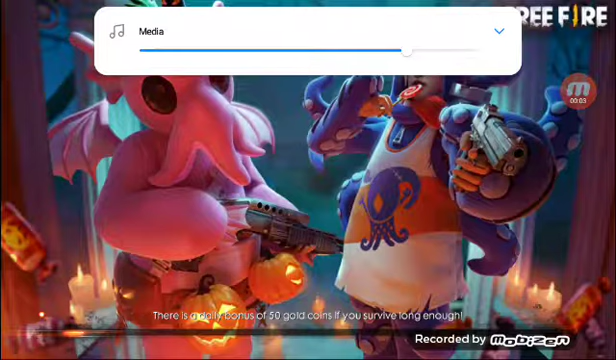 Media
FREE FIRE
00:03
There is a daily bonus of 50 gold coins if you survive long enough!
Recorded by MOBIZEN